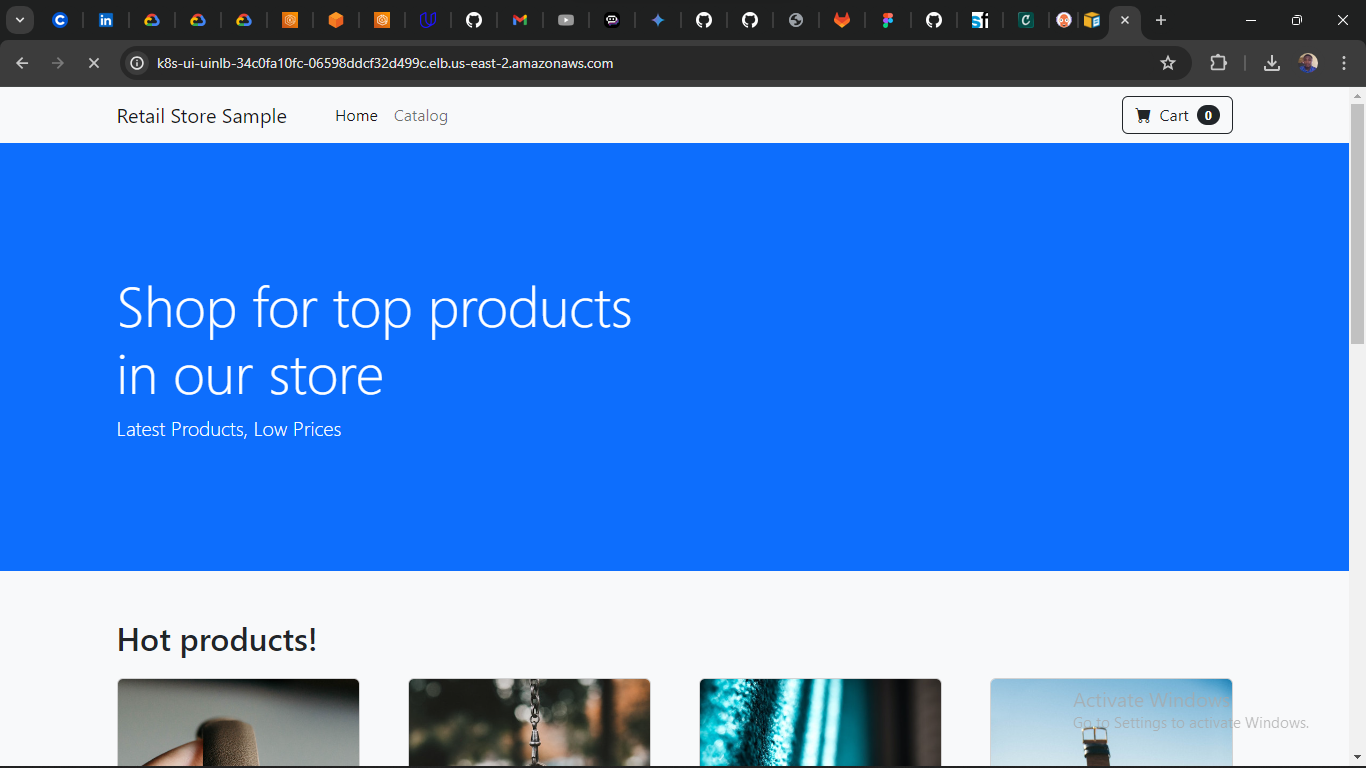 k8s-ui-uinlb-34c0fa10fc-06598ddcf32d499c.elb.us-east-2.amazonaws.com
Retail Store Sample
Home
Catalog
Cart 0
Shop for top products
in our store
Latest Products, Low Prices
Hot products!
Activate Windows
Go to Settings to activate Windows.